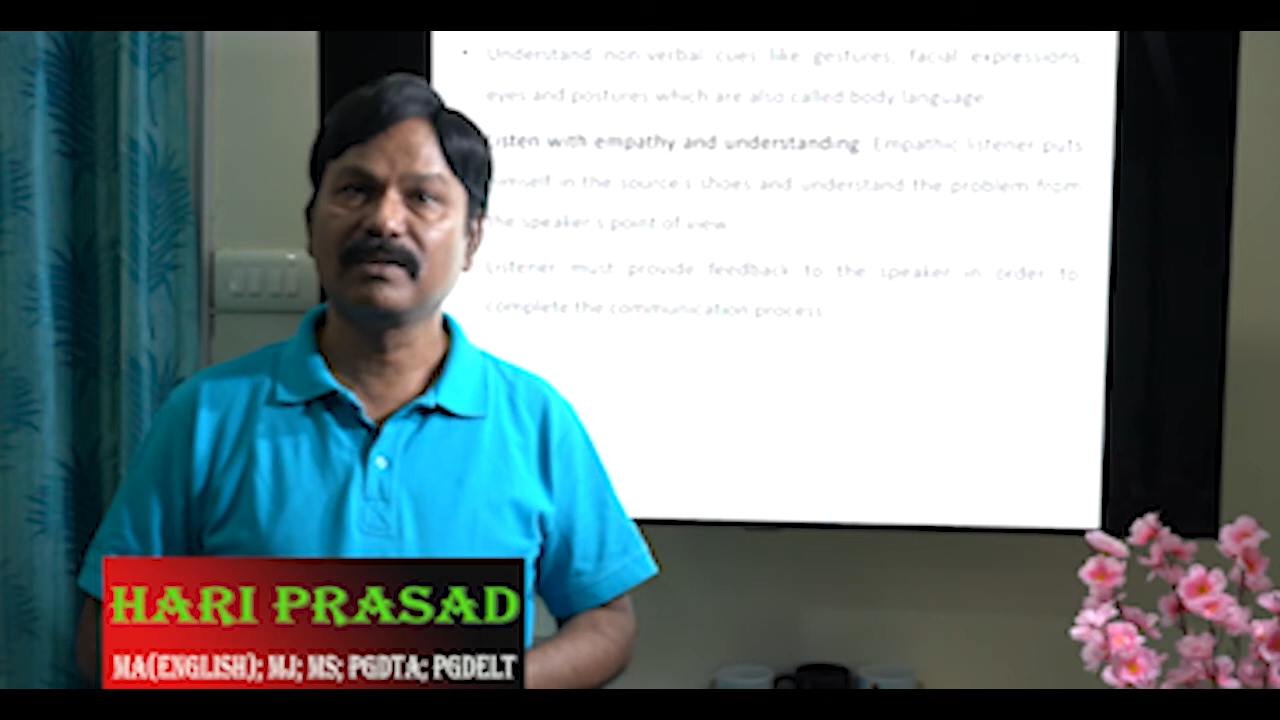 • Understand non-verbal cues like gestures, facial expressions,
eyes and postures which are also called body language.
Listen with empathy and understanding: Empathic listener puts
himself in the source's shoes and understand the problem from
the speaker's point of view.
Listener must provide feedback to the speaker in order to
complete the communication process.
HARI PRASAD
MA(ENGLISH); MJ; MS; PGDTA; PGDELT